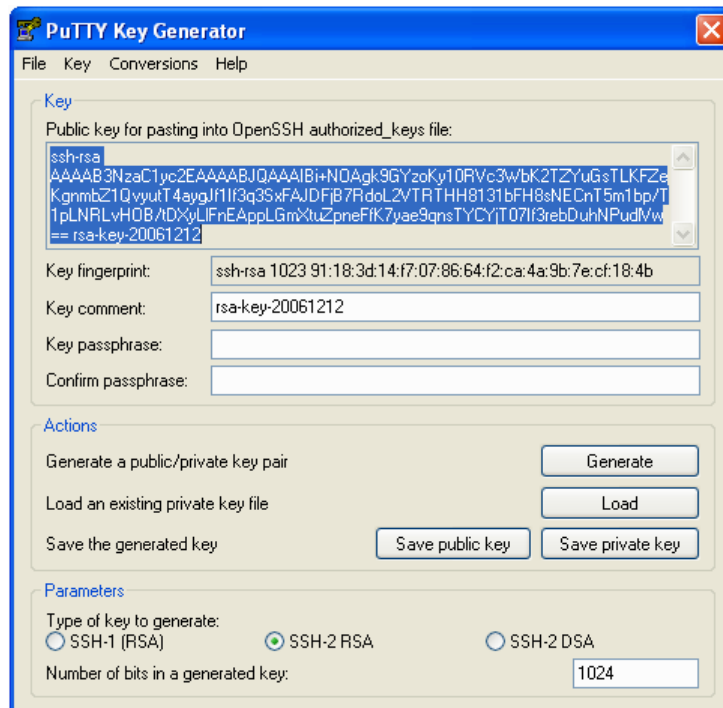 PuTTY Key Generator
File Key Conversions Help
Key
Public key for pasting into OpenSSH authorized_keys file:
ssh-rsa
AAAAB3NzaC1yc2EAAAABJQAAAIBi+NOAgk9GYzoKy10RVc3WbK2TZYuGsTLKFZe
KgnmbZ1QvyutT4aygJf1If3q3SxFAJDFjB7RdoL2VTRTHH8131bFH8sNECnT5m1bp/T
1pLNRLvHOB/tDXyLlFnEAppLGmXtuZpneFfK7yae9qnsTYCYjT07If3rebDuhNPudlVw
== rsa-key-20061212
Key fingerprint: ssh-rsa 1023 91:18:3d:14:f7:07:86:64:f2:ca:4a:9b:7e:cf:18:4b
Key comment: rsa-key-20061212
Key passphrase:
Confirm passphrase:
Actions
Generate a public/private key pair Generate
Load an existing private key file Load
Save the generated key Save public key Save private key
Parameters
Type of key to generate:
SSH-1 (RSA) SSH-2 RSA SSH-2 DSA
Number of bits in a generated key: 1024